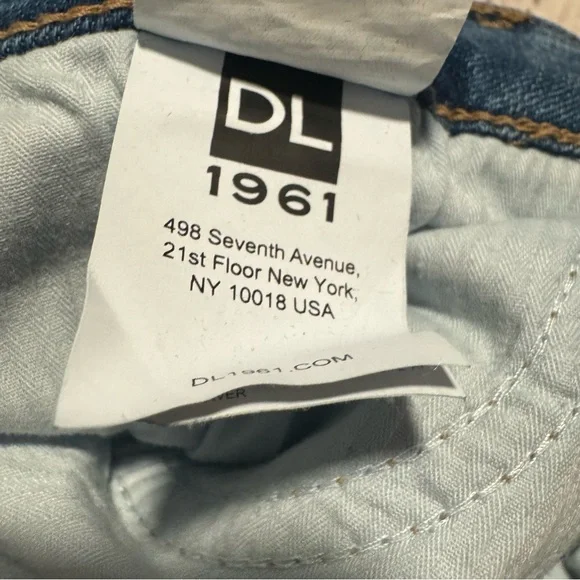 DL
1961
498 Seventh Avenue,
21st Floor New York,
NY 10018 USA
DL1961.COM